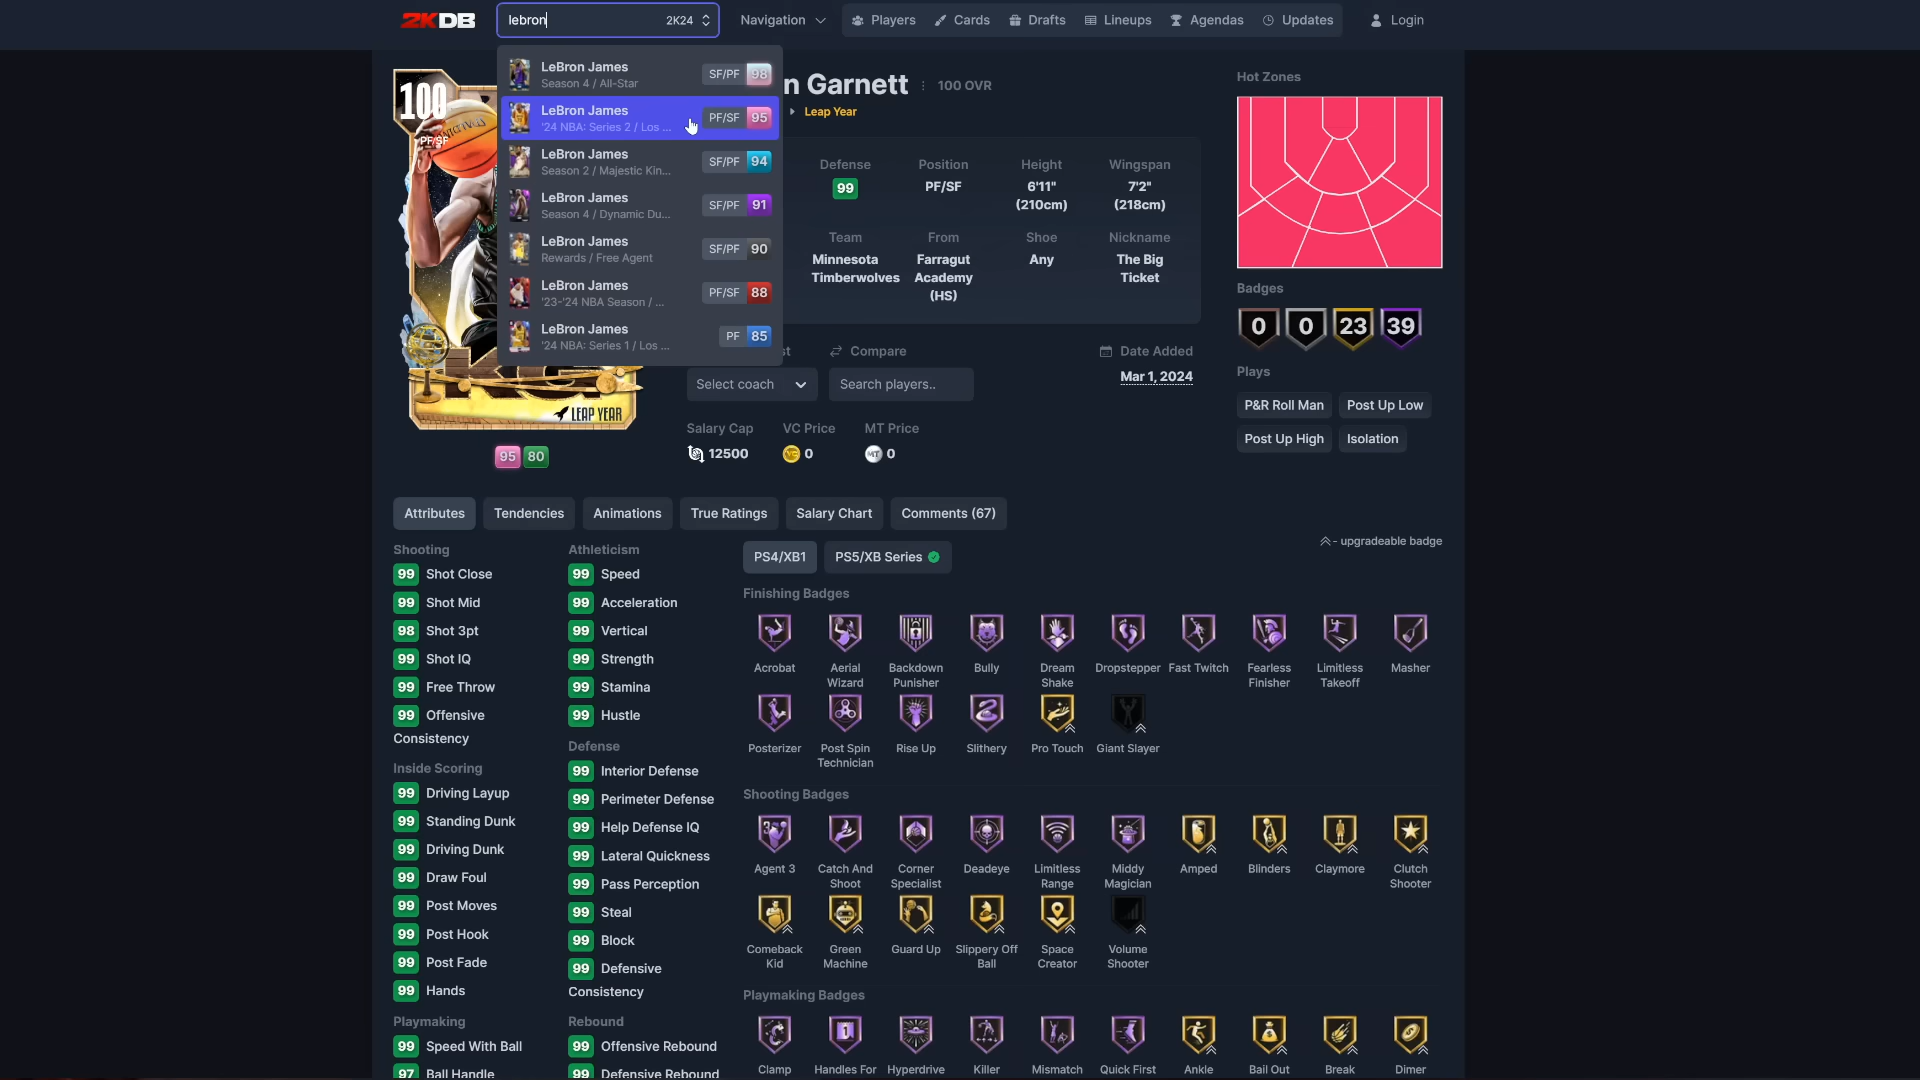 2KDB
lebron
2K24
Navigation
Players
Cards
Drafts
Lineups
Agendas
Updates
Login
LeBron James
Season 4 / All-Star
SF/PF 98
LeBron James
'24 NBA: Series 2 / Los ...
PF/SF 95
LeBron James
Season 2 / Majestic Kin...
SF/PF 94
LeBron James
Season 4 / Dynamic Du...
SF/PF 91
LeBron James
Rewards / Free Agent
SF/PF 90
LeBron James
'23-'24 NBA Season / ...
PF/SF 88
LeBron James
'24 NBA: Series 1 / Los ...
PF 85
100
PF/SF
LEAP YEAR
95 80
n Garnett
100 OVR
Leap Year
Defense
99
Position
PF/SF
Height
6'11"
(210cm)
Wingspan
7'2"
(218cm)
Team
Minnesota
Timberwolves
From
Farragut
Academy
(HS)
Shoe
Any
Nickname
The Big
Ticket
st
Compare
Date Added
Select coach
Search players..
Mar 1, 2024
Salary Cap
12500
VC Price
VC 0
MT Price
MT 0
Hot Zones
Badges
0 0 23 39
Plays
P&R Roll Man
Post Up Low
Post Up High
Isolation
Attributes
Tendencies
Animations
True Ratings
Salary Chart
Comments (67)
Shooting
99 Shot Close
99 Shot Mid
98 Shot 3pt
99 Shot IQ
99 Free Throw
99 Offensive
Consistency
Inside Scoring
99 Driving Layup
99 Standing Dunk
99 Driving Dunk
99 Draw Foul
99 Post Moves
99 Post Hook
99 Post Fade
99 Hands
Playmaking
99 Speed With Ball
97 Ball Handle
Athleticism
99 Speed
99 Acceleration
99 Vertical
99 Strength
99 Stamina
99 Hustle
Defense
99 Interior Defense
99 Perimeter Defense
99 Help Defense IQ
99 Lateral Quickness
99 Pass Perception
99 Steal
99 Block
99 Defensive
Consistency
Rebound
99 Offensive Rebound
99 Defensive Rebound
PS4/XB1
PS5/XB Series
- upgradeable badge
Finishing Badges
Acrobat
Aerial
Wizard
Backdown
Punisher
Bully
Dream
Shake
Dropstepper
Fast Twitch
Fearless
Finisher
Limitless
Takeoff
Masher
Posterizer
Post Spin
Technician
Rise Up
Slithery
Pro Touch
Giant Slayer
Shooting Badges
Agent 3
Catch And
Shoot
Corner
Specialist
Deadeye
Limitless
Range
Middy
Magician
Amped
Blinders
Claymore
Clutch
Shooter
Comeback
Kid
Green
Machine
Guard Up
Slippery Off
Ball
Space
Creator
Volume
Shooter
Playmaking Badges
Clamp
Handles For
Hyperdrive
Killer
Mismatch
Quick First
Ankle
Bail Out
Break
Dimer